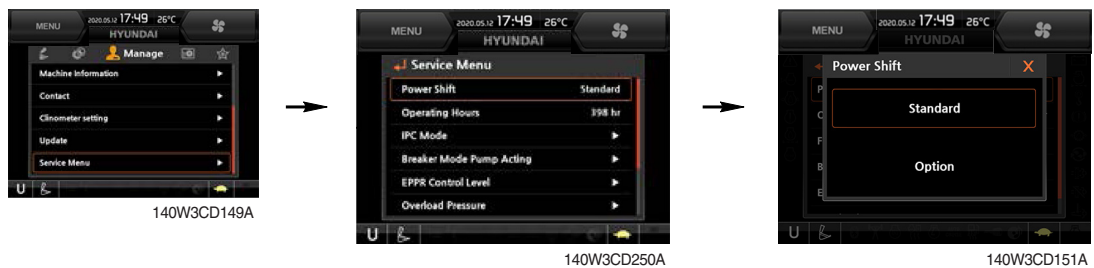 MENU
2020.05.12 17:49 26°C
HYUNDAI
Manage
Machine Information
Contact
Clinometer setting
Update
Service Menu
U
140W3CD149A
MENU
2020.05.12 17:49 26°C
HYUNDAI
Service Menu
Power Shift Standard
Operating Hours 398 hr
IPC Mode
Breaker Mode Pump Acting
EPPR Control Level
Overload Pressure
U
140W3CD250A
MENU
2020.05.12 17:49 26°C
HYUNDAI
Power Shift X
P
Standard
F
B
Option
E
U
140W3CD151A